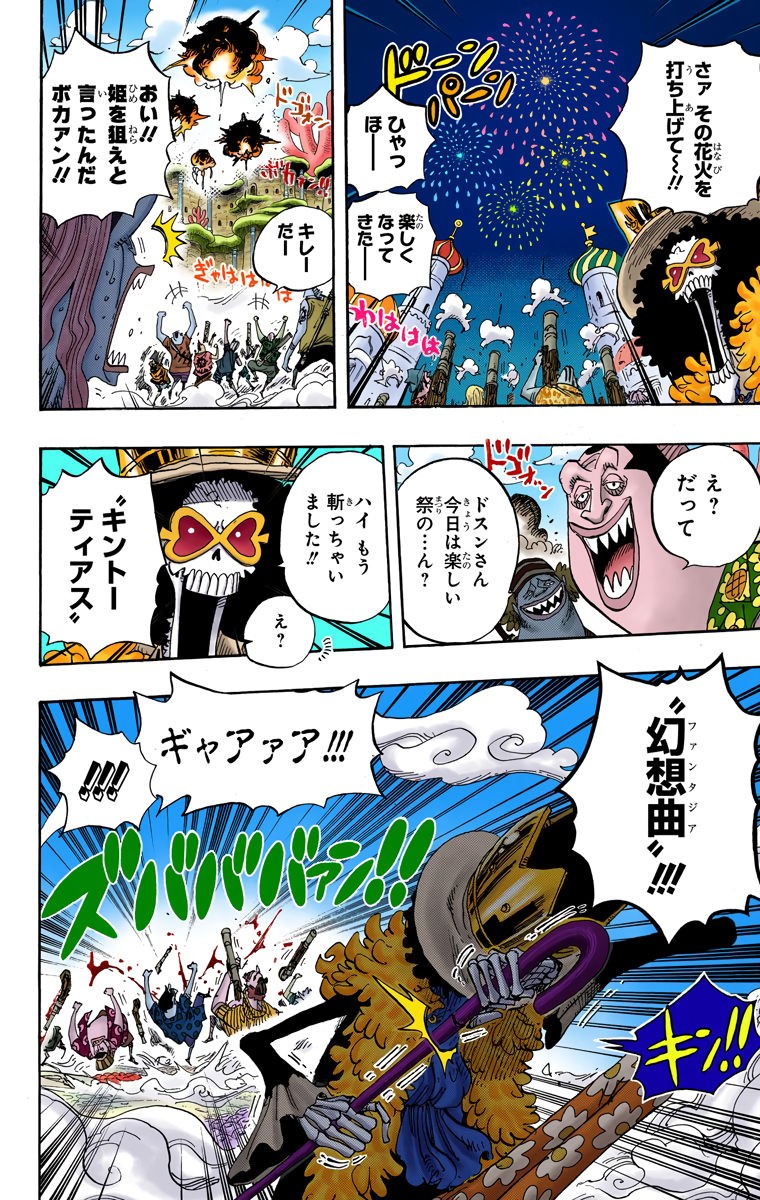 さァ その花火を
打ち上げて〜!!
ドーン
パーン
ひやっ
ほ――
楽しく
なって
きた――
わはははは
ドゴォン
ボカァン!!
キレー
だー
ぎゃはははは
おい!!
姫を狙えと
言ったんだ
ボカァン!!
え?
だって
ドゴォン
ドスンさん
今日は楽しい
祭の…ん?
ハイ もう
斬っちゃい
ました!!
え?
〝キントー
ティアス〟
〝幻想曲〟!!!
ファンタジア
ギャアァア!!!
!!!
ズバババァン!!
キン!!